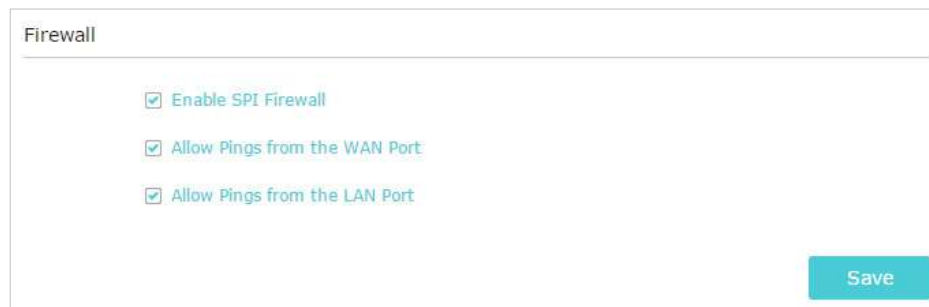 Firewall
Enable SPI Firewall
Allow Pings from the WAN Port
Allow Pings from the LAN Port
Save